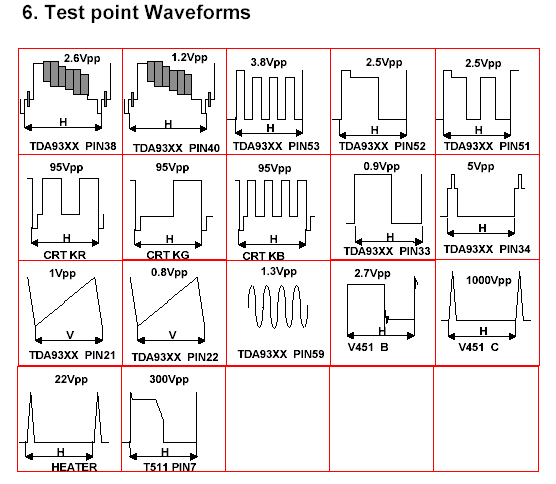 6. Test point Waveforms
2.6Vpp
H
TDA93XX PIN38
1.2Vpp
H
TDA93XX PIN40
3.8Vpp
H
TDA93XX PIN53
2.5Vpp
H
TDA93XX PIN52
2.5Vpp
H
TDA93XX PIN51
95Vpp
H
CRT KR
95Vpp
H
CRT KG
95Vpp
H
CRT KB
0.9Vpp
H
TDA93XX PIN33
5Vpp
H
TDA93XX PIN34
1Vpp
V
TDA93XX PIN21
0.8Vpp
V
TDA93XX PIN22
1.3Vpp
TDA93XX PIN59
2.7Vpp
H
V451 B
1000Vpp
H
V451 C
22Vpp
H
HEATER
300Vpp
H
T511 PIN7